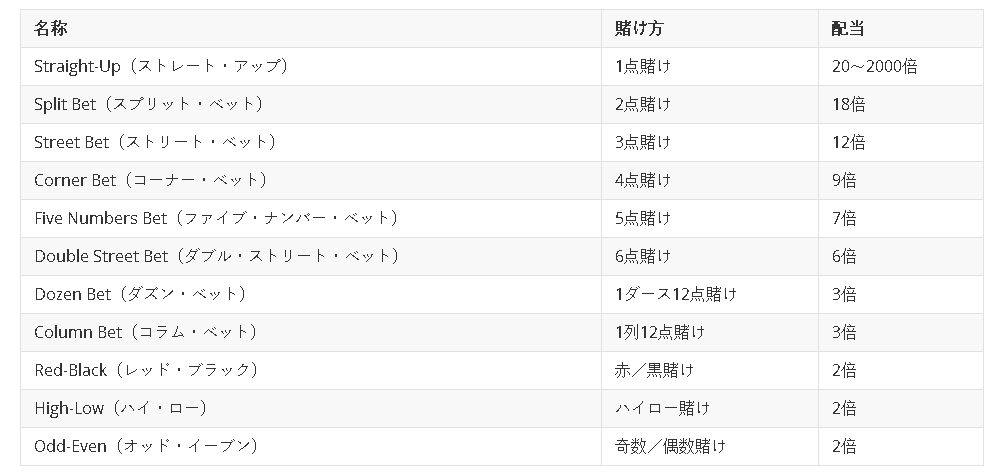 名称 賭け方 配当
Straight-Up（ストレート・アップ） 1点賭け 20～2000倍
Split Bet（スプリット・ベット） 2点賭け 18倍
Street Bet（ストリート・ベット） 3点賭け 12倍
Corner Bet（コーナー・ベット） 4点賭け 9倍
Five Numbers Bet（ファイブ・ナンバー・ベット） 5点賭け 7倍
Double Street Bet（ダブル・ストリート・ベット） 6点賭け 6倍
Dozen Bet（ダズン・ベット） 1ダース12点賭け 3倍
Column Bet（コラム・ベット） 1列12点賭け 3倍
Red-Black（レッド・ブラック） 赤／黒賭け 2倍
High-Low（ハイ・ロー） ハイロー賭け 2倍
Odd-Even（オッド・イーブン） 奇数／偶数賭け 2倍